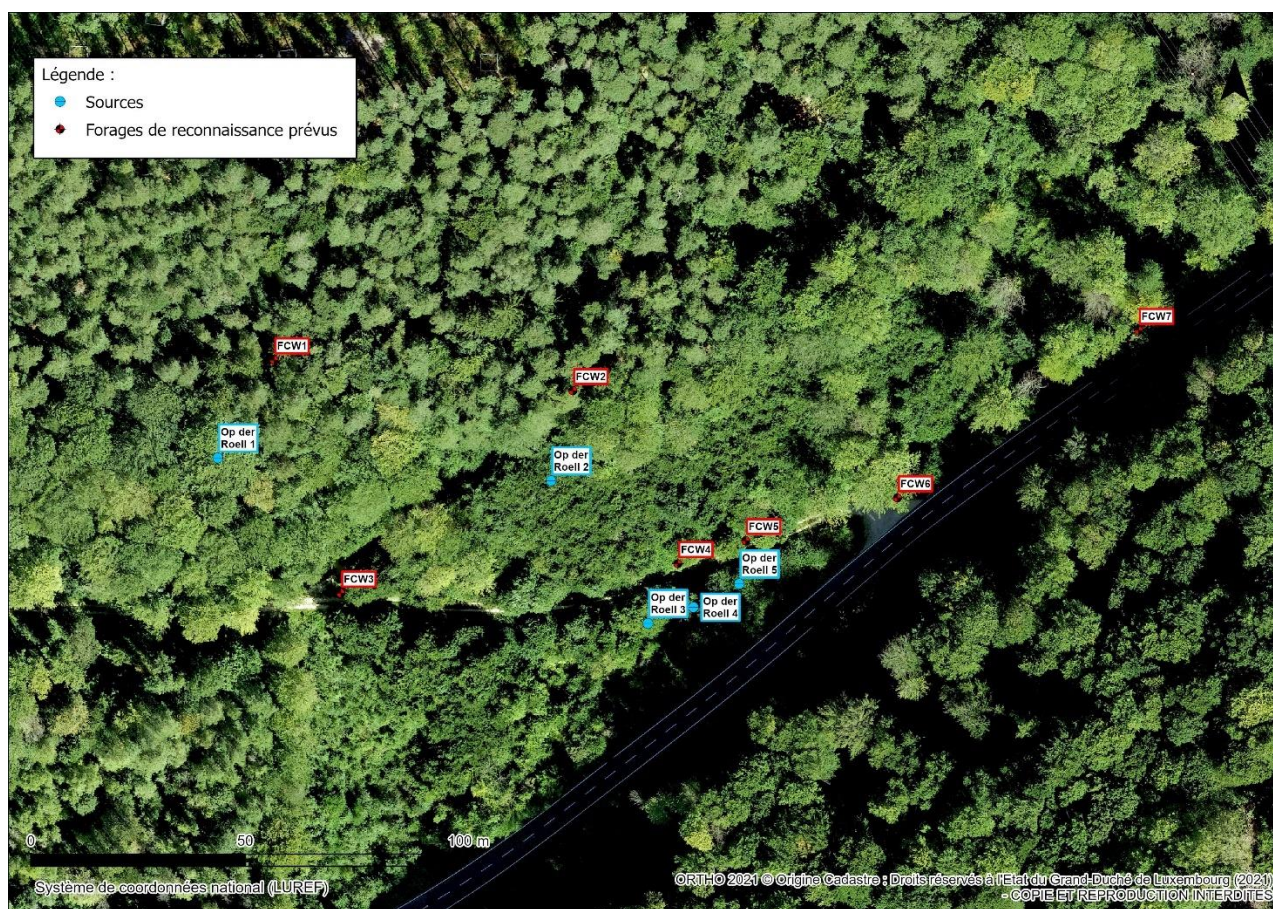 Légende :
Sources
Forages de reconnaissance prévus
FCW7
FCW1
FCW2
Op der
Roell 1
Op der
Roell 2
FCW6
FCW5
FCW4
Op der
Roell 5
FCW3
Op der
Roell 3
Op der
Roell 4
0 50 100 m
Système de coordonnées national (LUREF)
ORTHO 2021 © Origine Cadastre : Droits réservés à l'Etat du Grand-Duché de Luxembourg (2021)
- COPIE ET REPRODUCTION INTERDITES